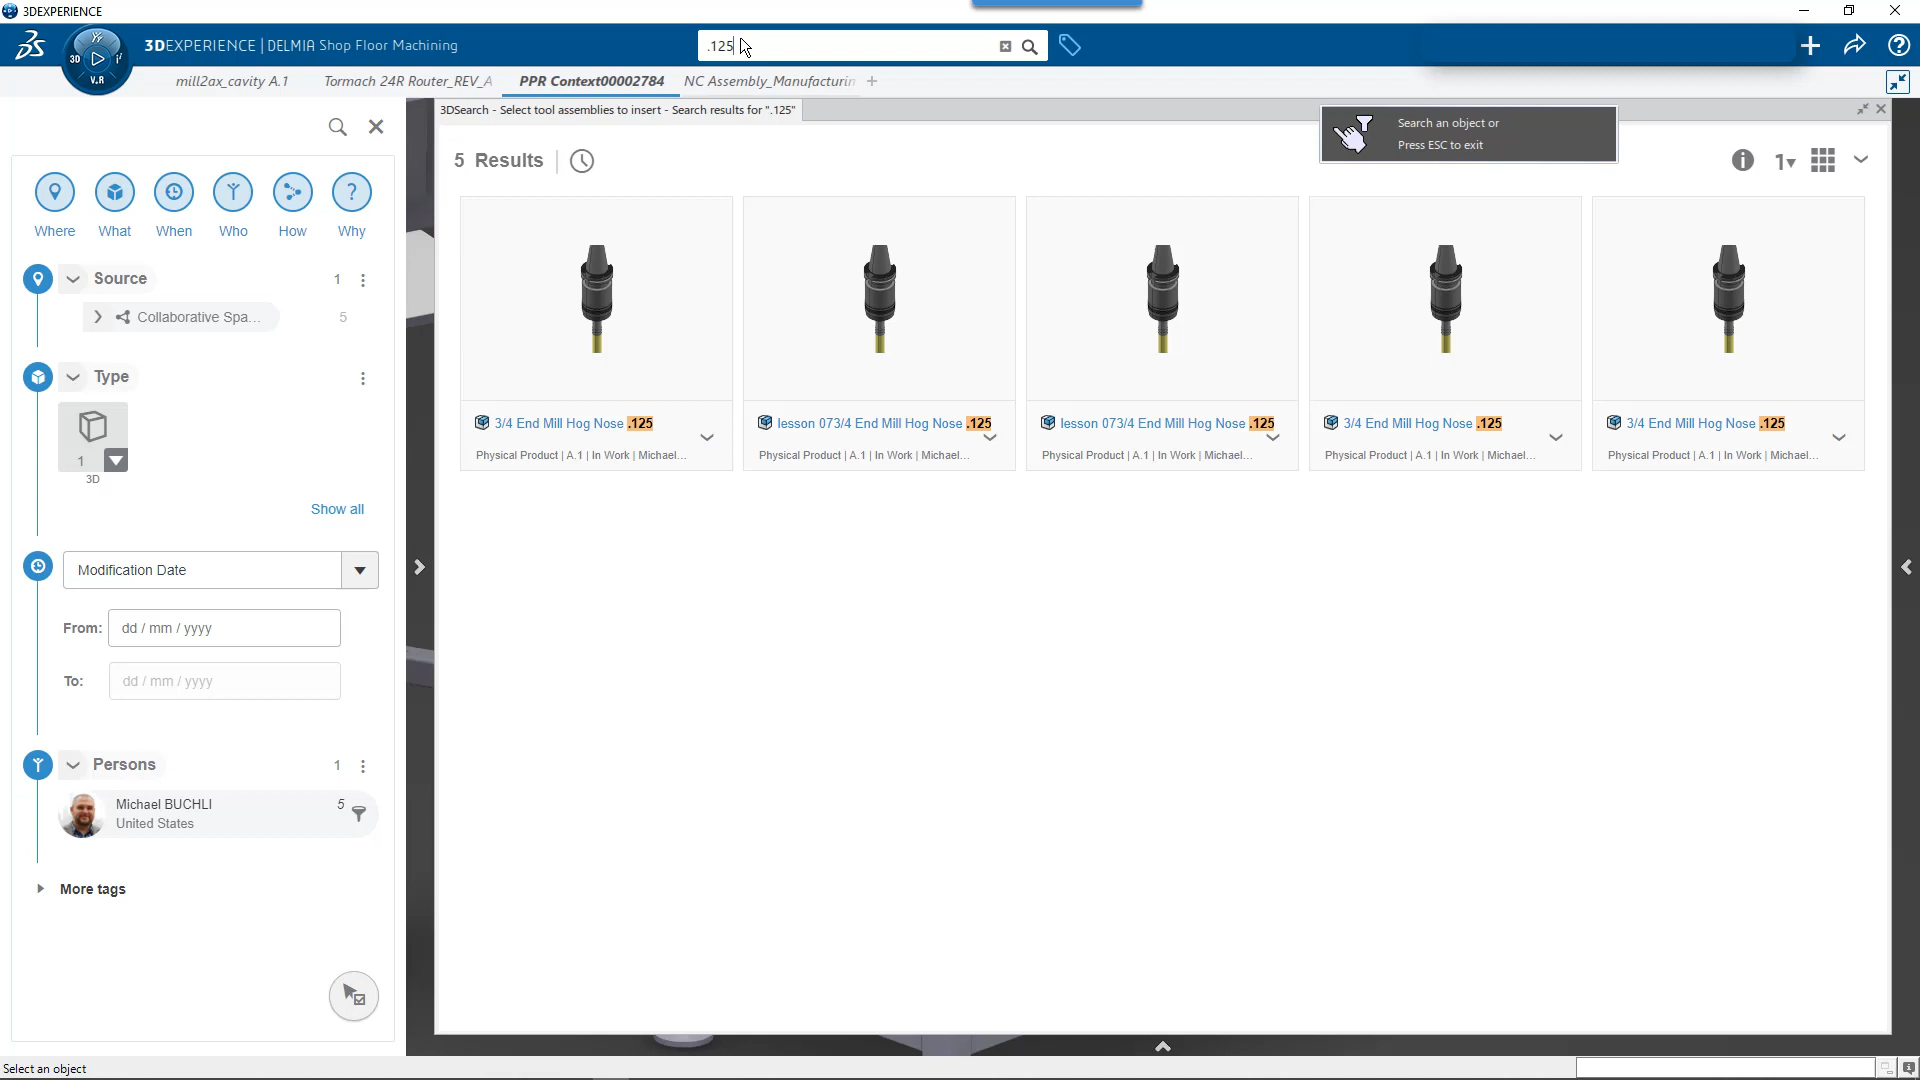 3DEXPERIENCE
3DEXPERIENCE | DELMIA Shop Floor Machining
.125
3D
V.R
mill2ax_cavity A.1
Tormach 24R Router_REV_A
PPR Context00002784
NC Assembly_Manufacturin
3DSearch - Select tool assemblies to insert - Search results for ".125"
Search an object or
Press ESC to exit
5 Results
1
Where
What
When
Who
How
Why
Source
1
Collaborative Spa...
5
Type
1
3D
Show all
Modification Date
From:
dd / mm / yyyy
To:
dd / mm / yyyy
Persons
1
Michael BUCHLI
5
United States
More tags
3/4 End Mill Hog Nose .125
Physical Product | A.1 | In Work | Michael...
lesson 073/4 End Mill Hog Nose .125
Physical Product | A.1 | In Work | Michael...
lesson 073/4 End Mill Hog Nose .125
Physical Product | A.1 | In Work | Michael...
3/4 End Mill Hog Nose .125
Physical Product | A.1 | In Work | Michael...
3/4 End Mill Hog Nose .125
Physical Product | A.1 | In Work | Michael...
Select an object